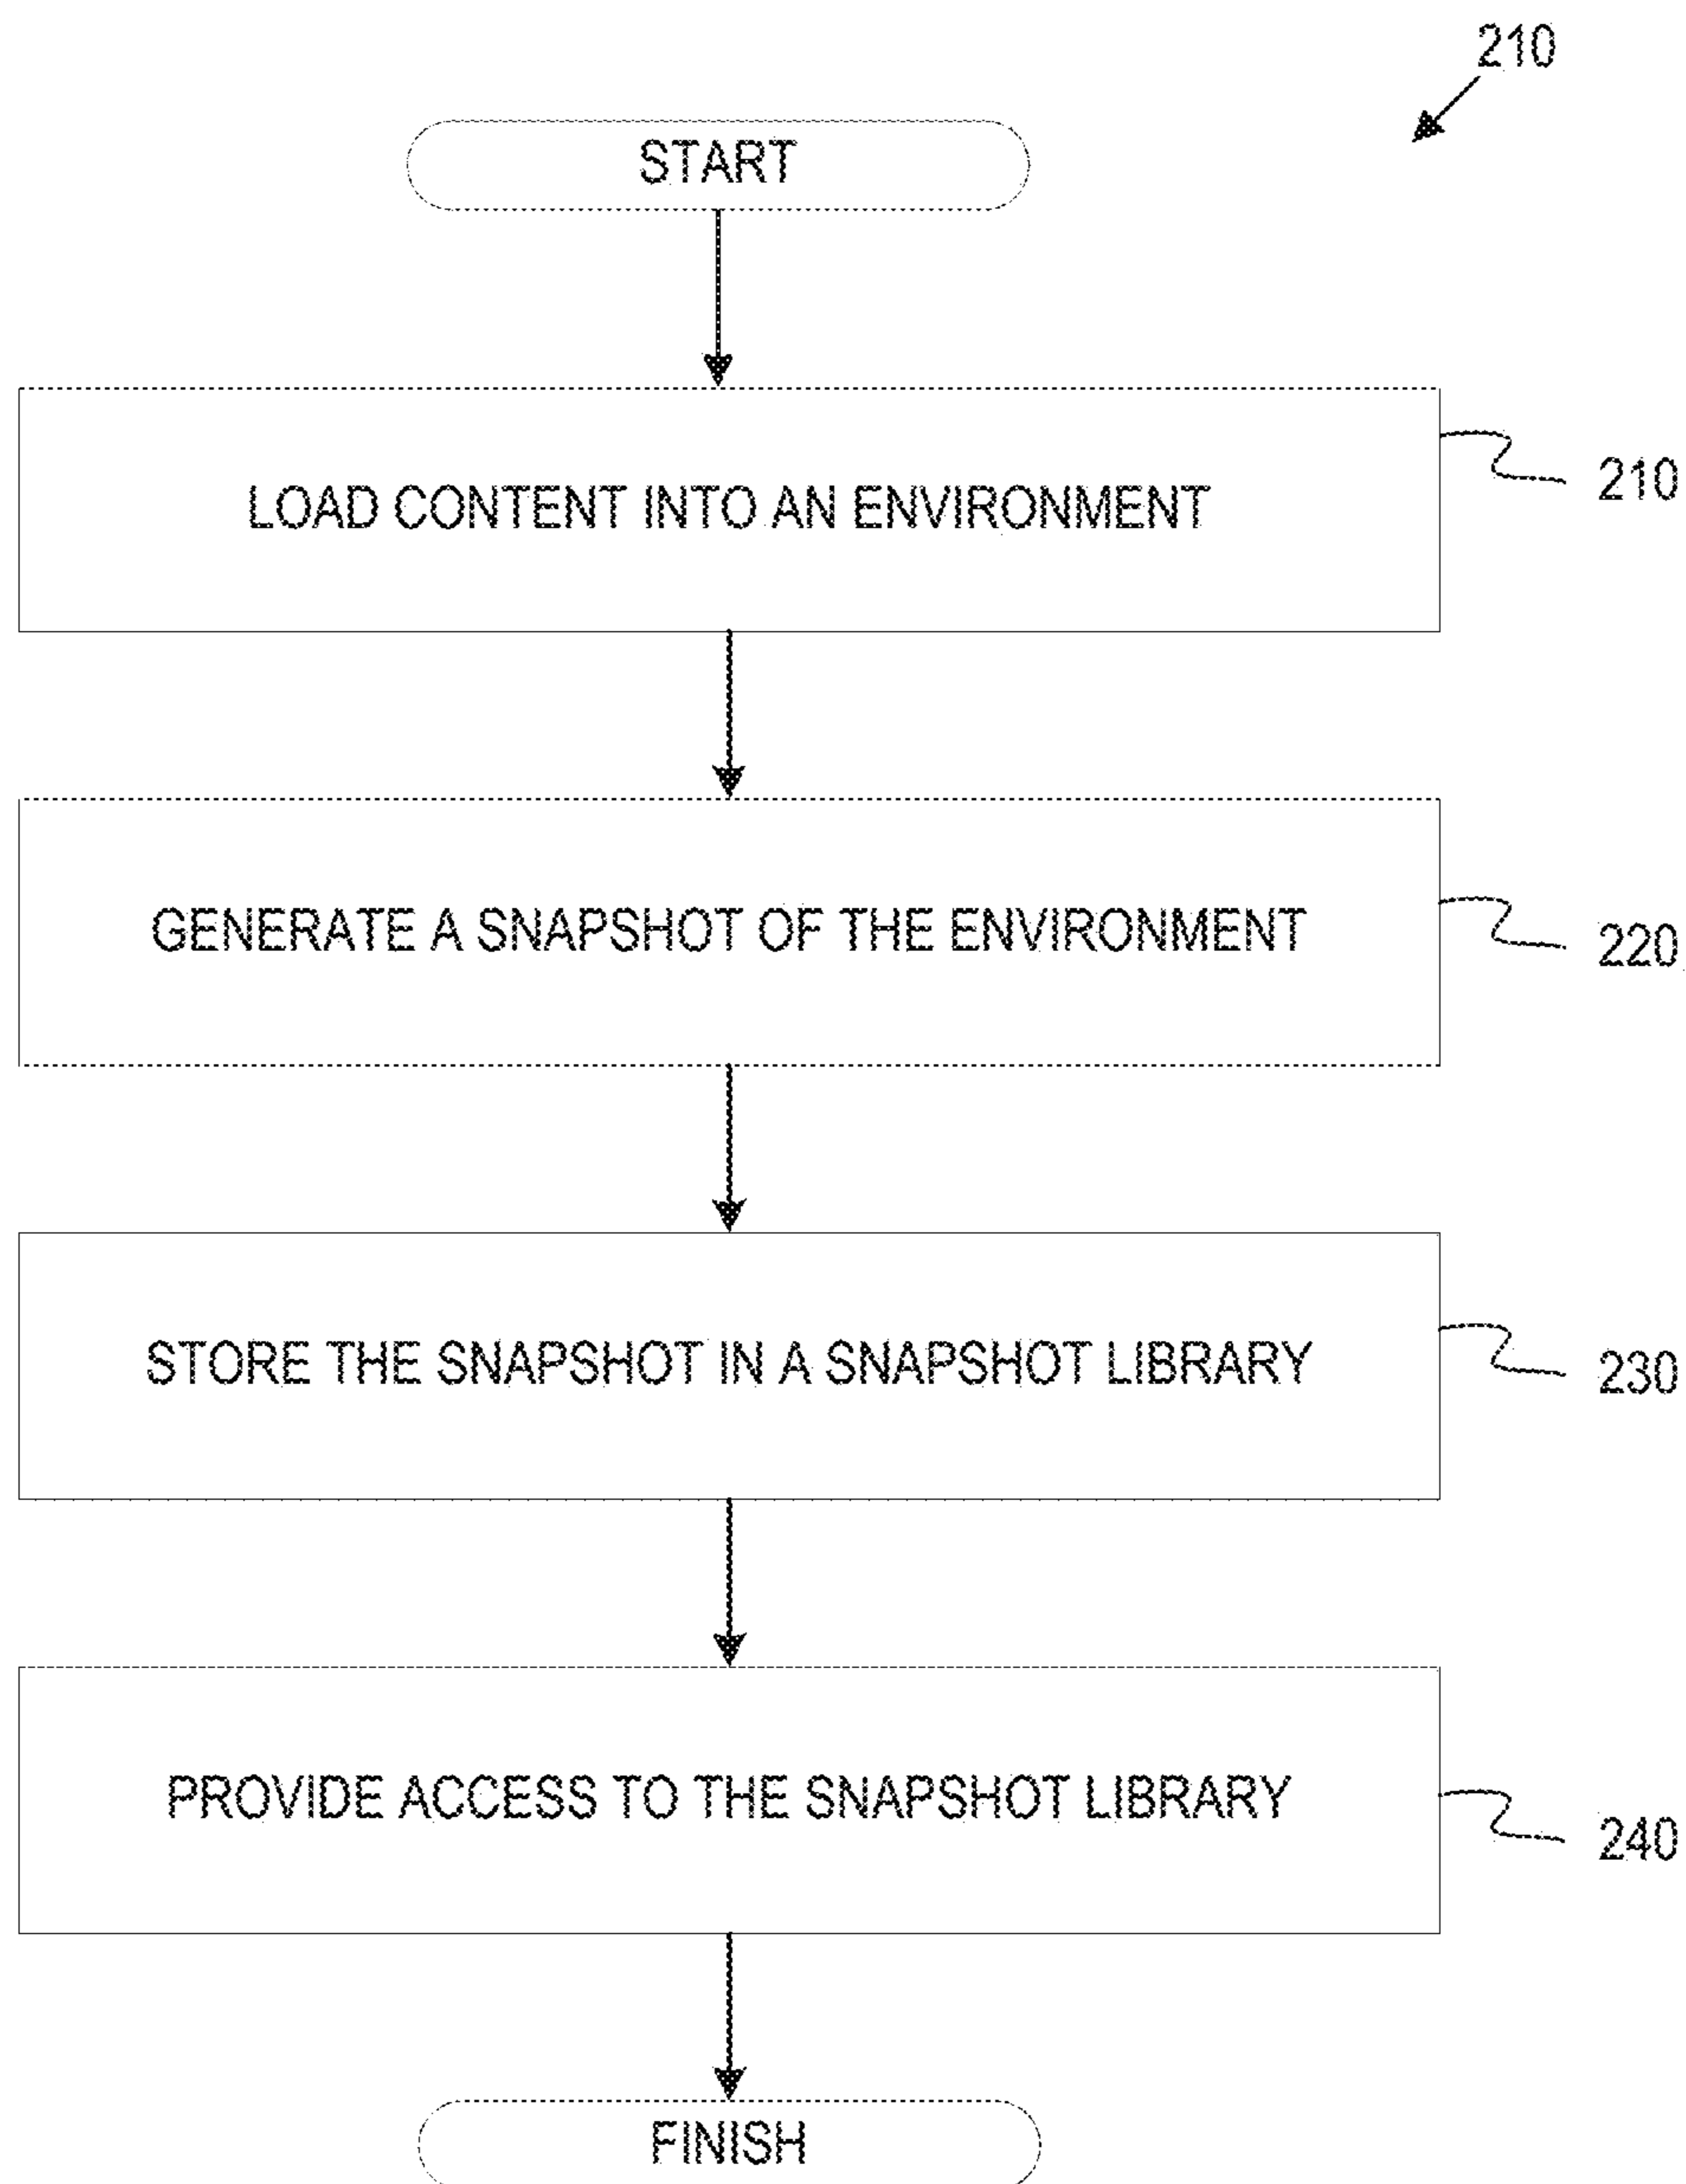 210
START
LOAD CONTENT INTO AN ENVIRONMENT
210
GENERATE A SNAPSHOT OF THE ENVIRONMENT
220
STORE THE SNAPSHOT IN A SNAPSHOT LIBRARY
230
PROVIDE ACCESS TO THE SNAPSHOT LIBRARY
240
FINISH